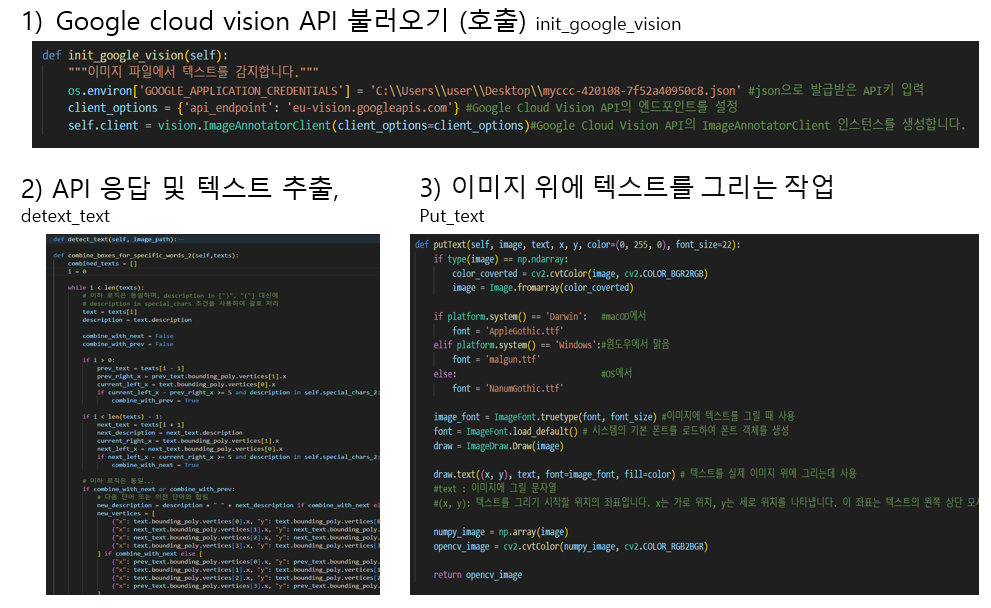 1) Google cloud vision API 불러오기 (호출) init_google_vision
def init_google_vision(self):
"""이미지 파일에서 텍스트를 감지합니다."""
os.environ['GOOGLE_APPLICATION_CREDENTIALS'] = 'C:\\Users\\user\\Desktop\\myccc-420108-7f52a40950c8.json' #json으로 발급받은 API키 입력
client_options = {'api_endpoint': 'eu-vision.googleapis.com'} #Google Cloud Vision API의 엔드포인트를 설정
self.client = vision.ImageAnnotatorClient(client_options=client_options)#Google Cloud Vision API의 ImageAnnotatorClient 인스턴스를 생성합니다.
2) API 응답 및 텍스트 추출,
detext_text
def detect_text(self, image_path):
def combine_boxes_for_specific_words_2(self,texts):
combined_texts = []
i = 0
while i < len(texts):
# 이하 로직은 동일하며, description in [")", "("] 대신에
# description in special_chars 조건을 사용하여 괄호 처리
text = texts[i]
description = text.description
combine_with_next = False
combine_with_prev = False
if i > 0:
prev_text = texts[i - 1]
prev_right_x = prev_text.bounding_poly.vertices[1].x
current_left_x = text.bounding_poly.vertices[0].x
if current_left_x - prev_right_x >= 5 and description in self.special_chars_2:
combine_with_prev = True
if i < len(texts) - 1:
next_text = texts[i + 1]
next_description = next_text.description
current_right_x = text.bounding_poly.vertices[1].x
next_left_x = next_text.bounding_poly.vertices[0].x
if next_left_x - current_right_x >= 5 and description in self.special_chars_2:
combine_with_next = True
# 이하 로직은 동일...
if combine_with_next or combine_with_prev:
# 다음 단어 또는 이전 단어와 합침
new_description = description + " " + next_description if combine_with_next el
new_vertices = [
{"x": text.bounding_poly.vertices[0].x, "y": text.bounding_poly.vertices[0
{"x": next_text.bounding_poly.vertices[1].x, "y": next_text.bounding_poly.
{"x": next_text.bounding_poly.vertices[2].x, "y": next_text.bounding_poly.
{"x": text.bounding_poly.vertices[3].x, "y": text.bounding_poly.vertices[3
] if combine_with_next else [
{"x": prev_text.bounding_poly.vertices[0].x, "y": prev_text.bounding_poly.
{"x": text.bounding_poly.vertices[1].x, "y": text.bounding_poly.vertices[1
{"x": text.bounding_poly.vertices[2].x, "y": text.bounding_poly.vertices[2
{"x": prev_text.bounding_poly.vertices[3].x, "y": prev_text.bounding_poly.
3) 이미지 위에 텍스트를 그리는 작업
Put_text
def putText(self, image, text, x, y, color=(0, 255, 0), font_size=22):
if type(image) == np.ndarray:
color_coverted = cv2.cvtColor(image, cv2.COLOR_BGR2RGB)
image = Image.fromarray(color_coverted)
if platform.system() == 'Darwin': #macOD에서
font = 'AppleGothic.ttf'
elif platform.system() == 'Windows':#윈도우에서 맑음
font = 'malgun.ttf'
else: #OS에서
font = 'NanumGothic.ttf'
image_font = ImageFont.truetype(font, font_size) #이미지에 텍스트를 그릴 때 사용
font = ImageFont.load_default() # 시스템의 기본 폰트를 로드하여 폰트 객체를 생성
draw = ImageDraw.Draw(image)
draw.text((x, y), text, font=image_font, fill=color) # 텍스트를 실제 이미지 위에 그리는데 사용
#text : 이미지에 그릴 문자열
#(x, y): 텍스트를 그리기 시작할 위치의 좌표입니다. x는 가로 위치, y는 세로 위치를 나타냅니다. 이 좌표는 텍스트의 왼쪽 상단 모
numpy_image = np.array(image)
opencv_image = cv2.cvtColor(numpy_image, cv2.COLOR_RGB2BGR)
return opencv_image